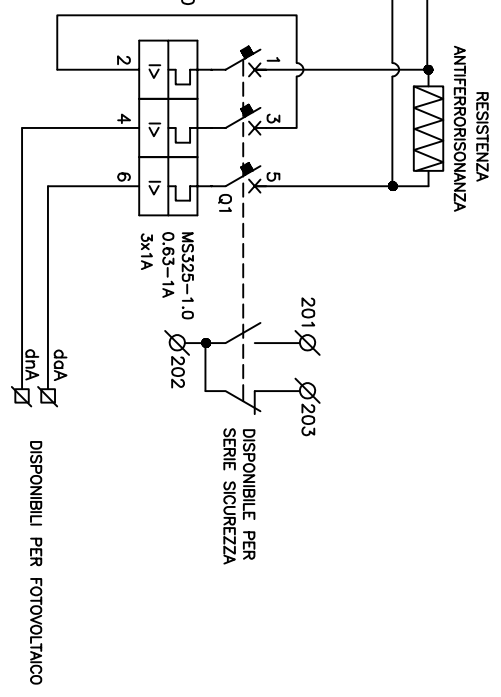 RESISTENZA
ANTIFERRORISONANZA
1
2
3
4
5
6
Q1
MS325-1.0
0.63-1A
3x1A
201
202
203
DISPONIBILE PER
SERIE SICUREZZA
daA
dnA
DISPONIBILI PER FOTOVOLTAICO